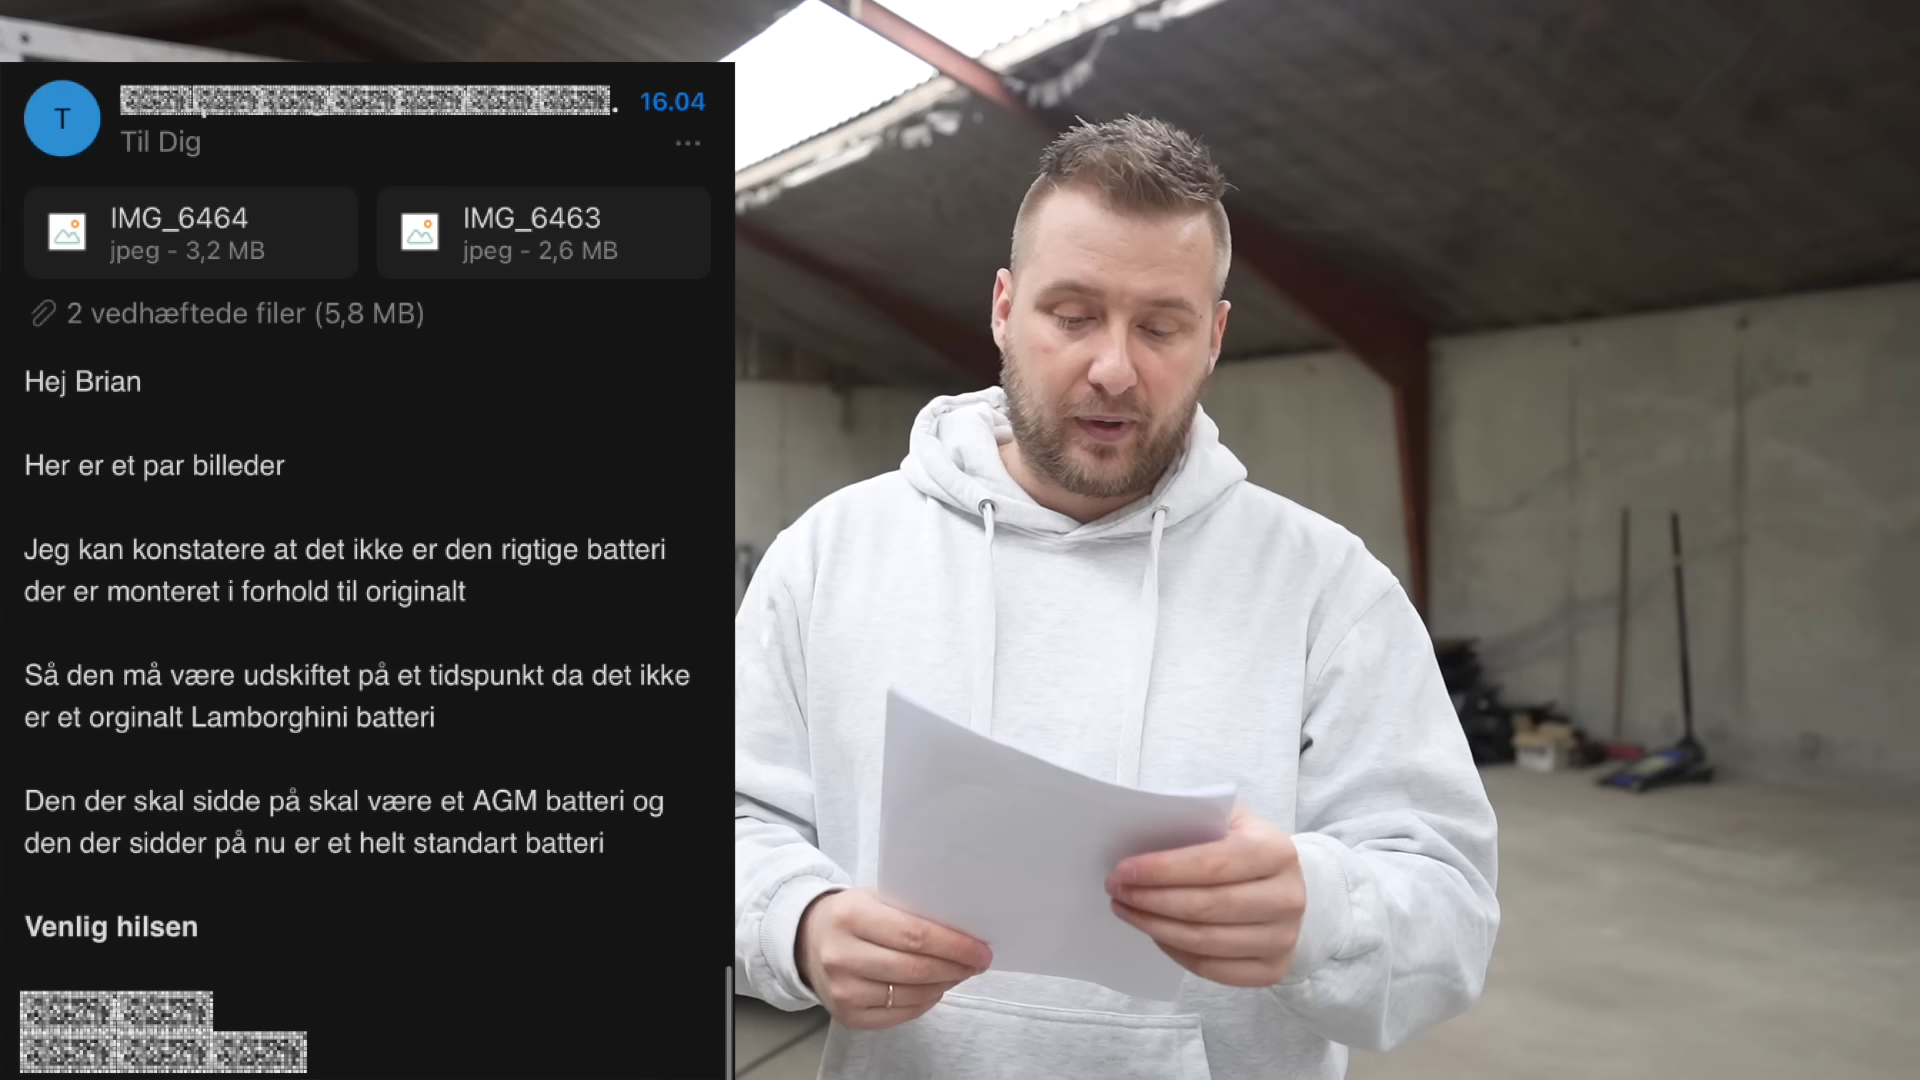 T
16.04
Til Dig
...
IMG_6464
jpeg - 3,2 MB
IMG_6463
jpeg - 2,6 MB
2 vedhæftede filer (5,8 MB)
Hej Brian
Her er et par billeder
Jeg kan konstatere at det ikke er den rigtige batteri
der er monteret i forhold til originalt
Så den må være udskiftet på et tidspunkt da det ikke
er et orginalt Lamborghini batteri
Den der skal sidde på skal være et AGM batteri og
den der sidder på nu er et helt standart batteri
Venlig hilsen